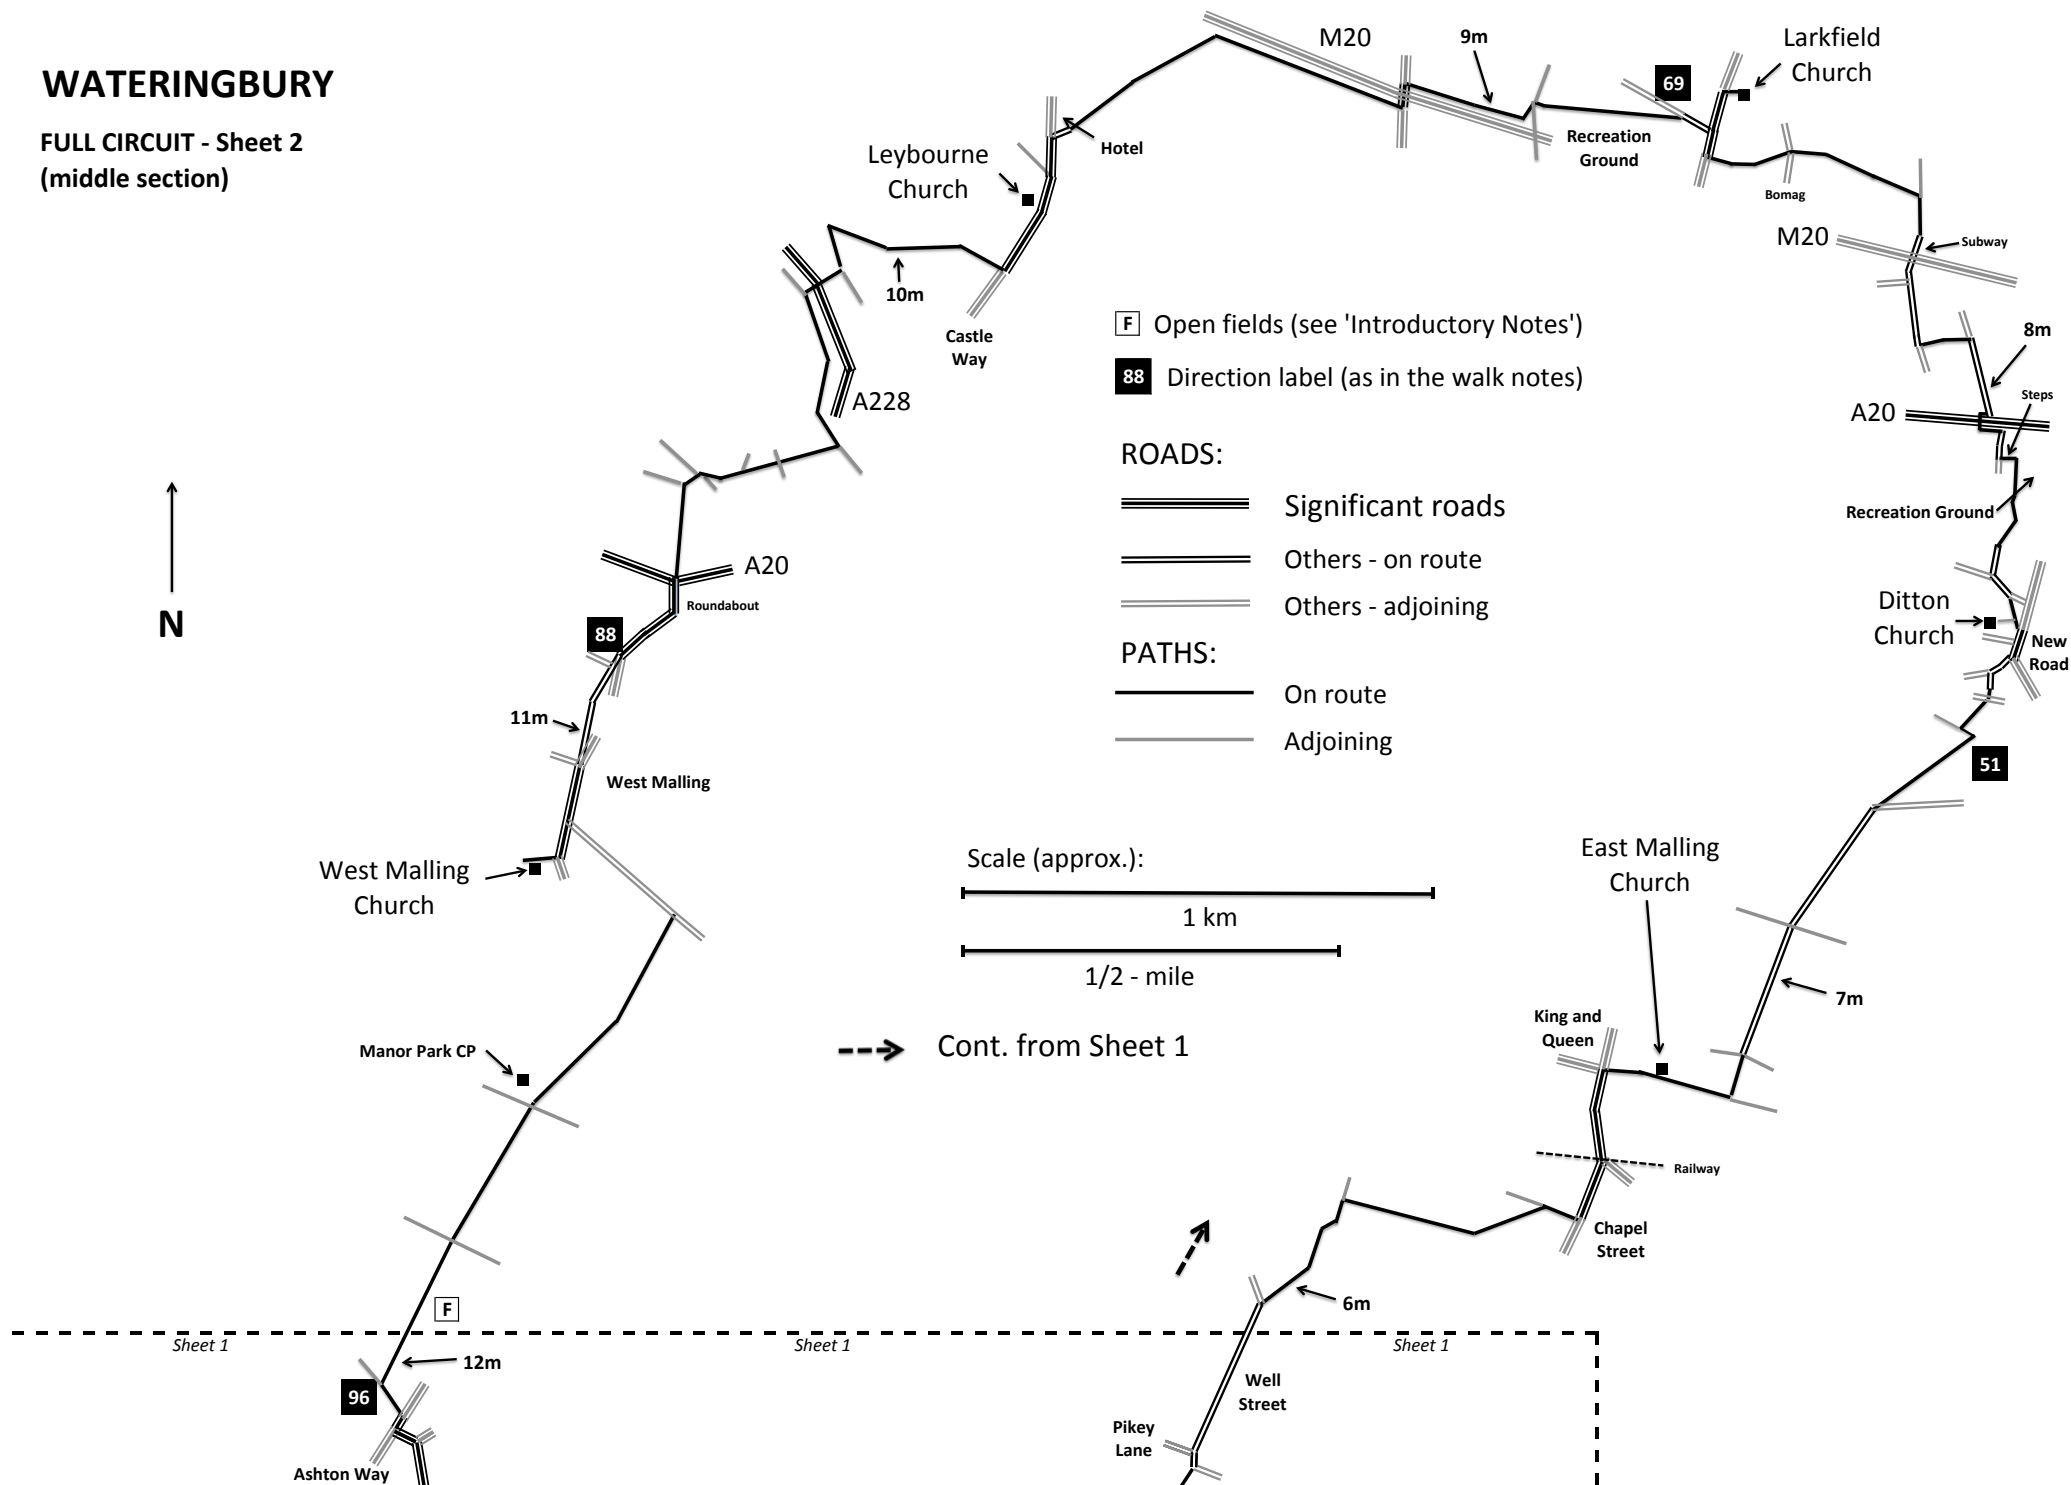 WATERINGBURY
FULL CIRCUIT - Sheet 2
(middle section)
M20
9m
69
Larkfield
Church
Hotel
Recreation
Ground
Leybourne
Church
Bomag
M20
Subway
10m
Castle
Way
F Open fields (see 'Introductory Notes')
88 Direction label (as in the walk notes)
8m
Steps
A20
A228
ROADS:
Significant roads
Others - on route
Others - adjoining
PATHS:
On route
Adjoining
Recreation Ground
N
A20
Roundabout
88
Ditton
Church
New
Road
11m
West Malling
51
West Malling
Church
Scale (approx.):
1 km
1/2 - mile
East Malling
Church
7m
King and
Queen
Manor Park CP
Cont. from Sheet 1
Railway
Chapel
Street
F
6m
Sheet 1
Sheet 1
Sheet 1
12m
96
Well
Street
Pikey
Lane
Ashton Way